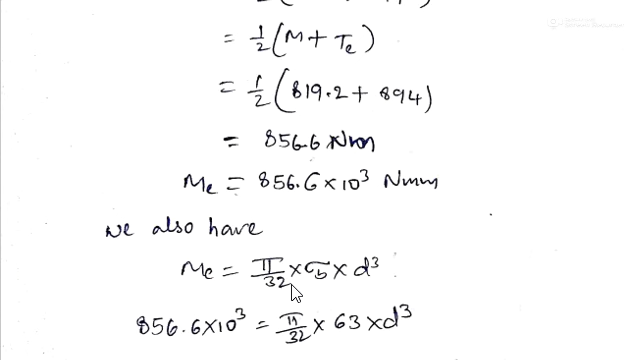 = 1/2 (M + Te)
= 1/2 (819.2 + 894)
= 856.6 Nm
Me = 856.6 × 10³ Nmm
we also have
Me = π/32 × σb × d³
856.6×10³ = π/32 × 63 × d³